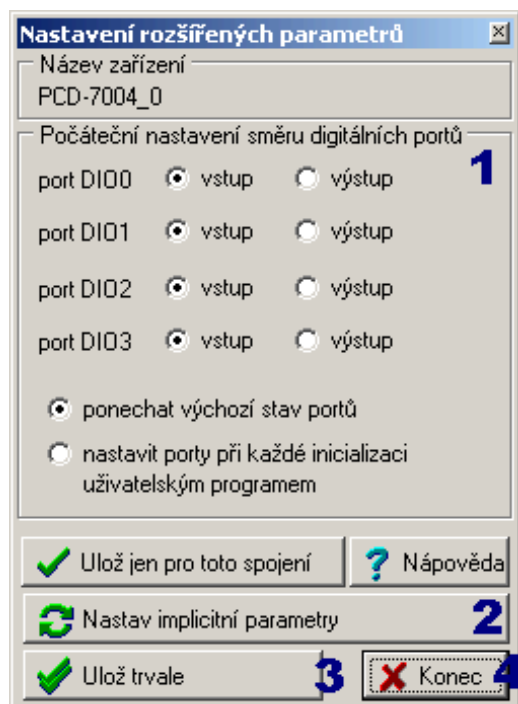 Nastavení rozšířených parametrů
Název zařízení
PCD-7004_0
Počáteční nastavení směru digitálních portů
1
port DIO0 vstup výstup
port DIO1 vstup výstup
port DIO2 vstup výstup
port DIO3 vstup výstup
ponechat výchozí stav portů
nastavit porty při každé inicializaci
uživatelským programem
Ulož jen pro toto spojení ? Nápověda
Nastav implicitní parametry 2
Ulož trvale 3 Konec 4